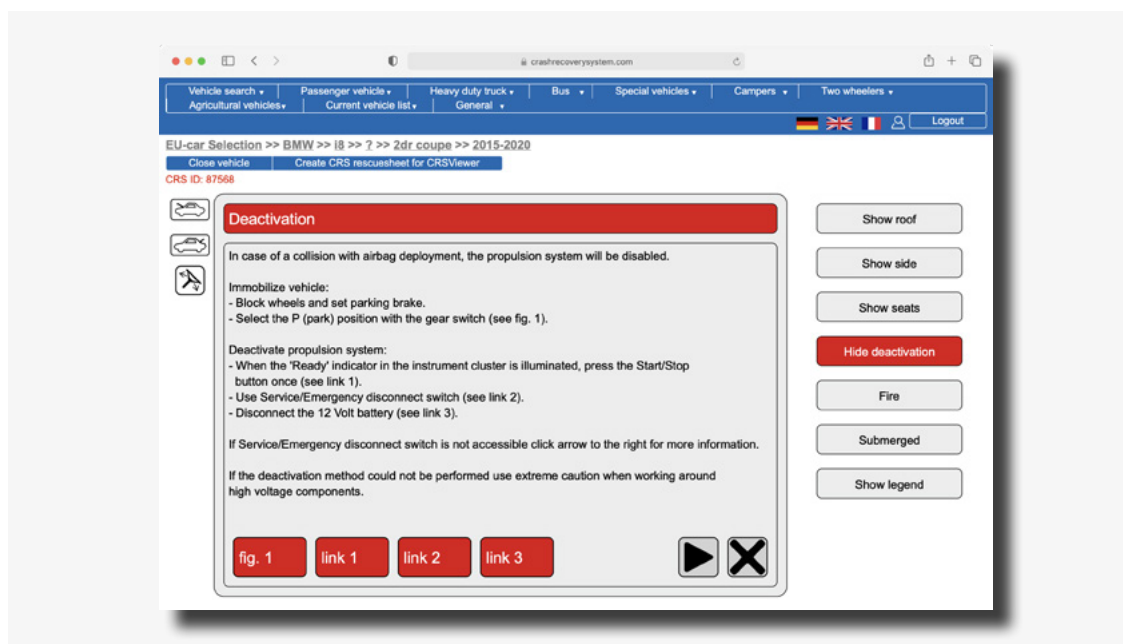 crashrecoverysystem.com
Vehicle search Passenger vehicle Heavy duty truck Bus Special vehicles Campers Two wheelers
Agricultural vehicles Current vehicle list General
Logout
EU-car Selection >> BMW >> i8 >> ? >> 2dr coupe >> 2015-2020
Close vehicle Create CRS rescuesheet for CRSViewer
CRS ID: 87568
Deactivation
In case of a collision with airbag deployment, the propulsion system will be disabled.
Immobilize vehicle:
- Block wheels and set parking brake.
- Select the P (park) position with the gear switch (see fig. 1).
Deactivate propulsion system:
- When the 'Ready' indicator in the instrument cluster is illuminated, press the Start/Stop
button once (see link 1).
- Use Service/Emergency disconnect switch (see link 2).
- Disconnect the 12 Volt battery (see link 3).
If Service/Emergency disconnect switch is not accessible click arrow to the right for more information.
If the deactivation method could not be performed use extreme caution when working around
high voltage components.
fig. 1 link 1 link 2 link 3
Show roof
Show side
Show seats
Hide deactivation
Fire
Submerged
Show legend